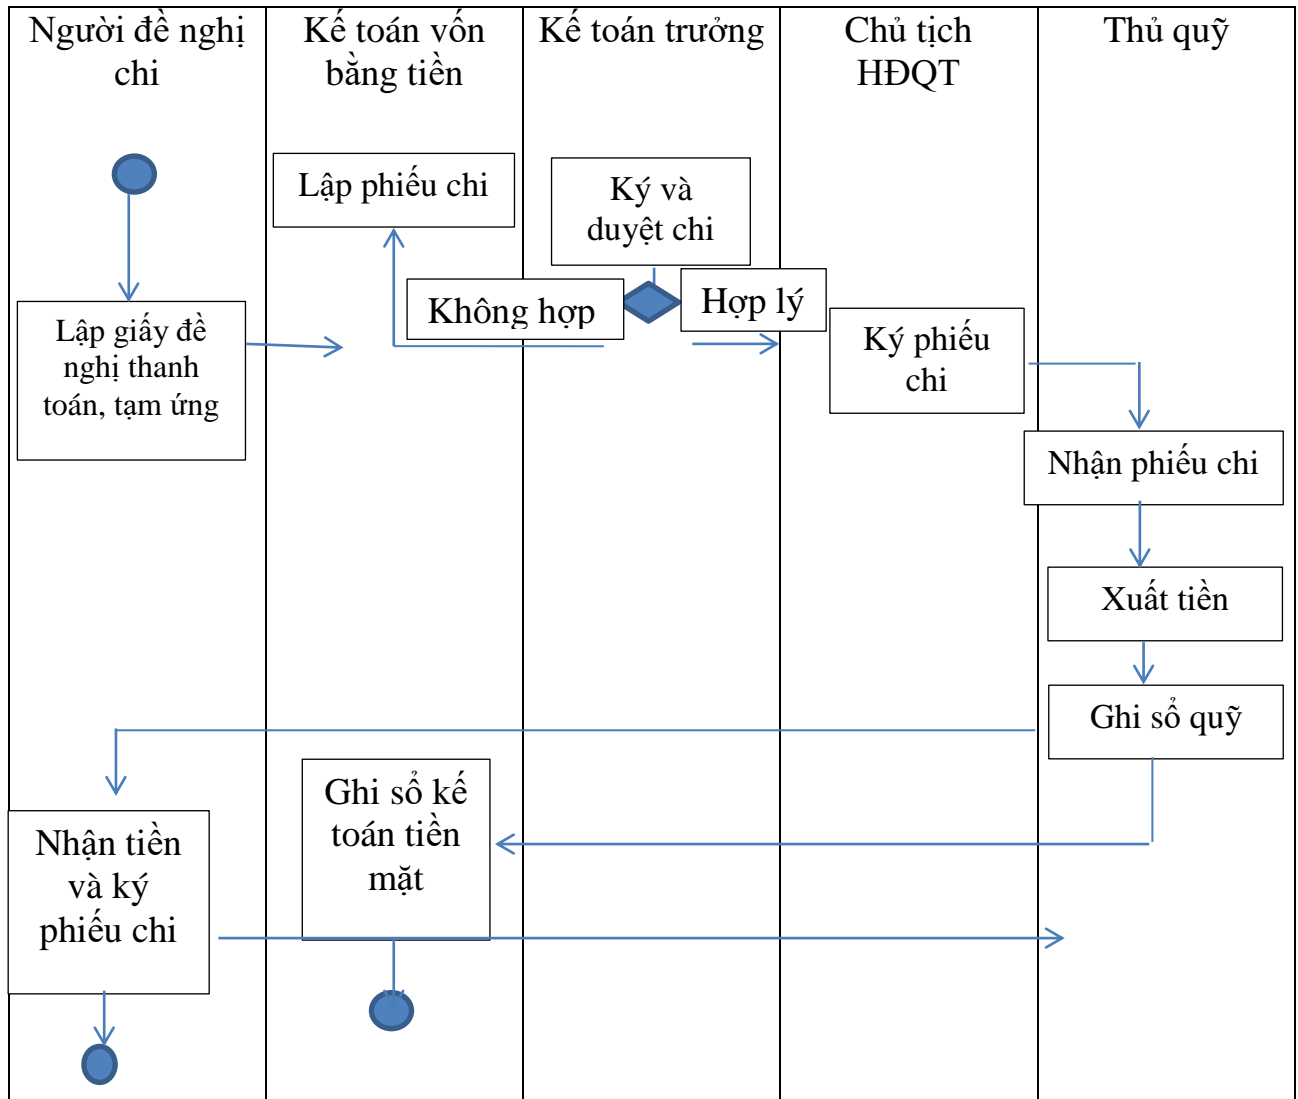 Người đề nghị
chi
Kế toán vốn
bằng tiền
Kế toán trưởng
Chủ tịch
HĐQT
Thủ quỹ
Lập phiếu chi
Ký và
duyệt chi
Không hợp
Hợp lý
Lập giấy đề
nghị thanh
toán, tạm ứng
Ký phiếu
chi
Nhận phiếu chi
Xuất tiền
Ghi sổ quỹ
Ghi sổ kế
toán tiền
mặt
Nhận tiền
và ký
phiếu chi